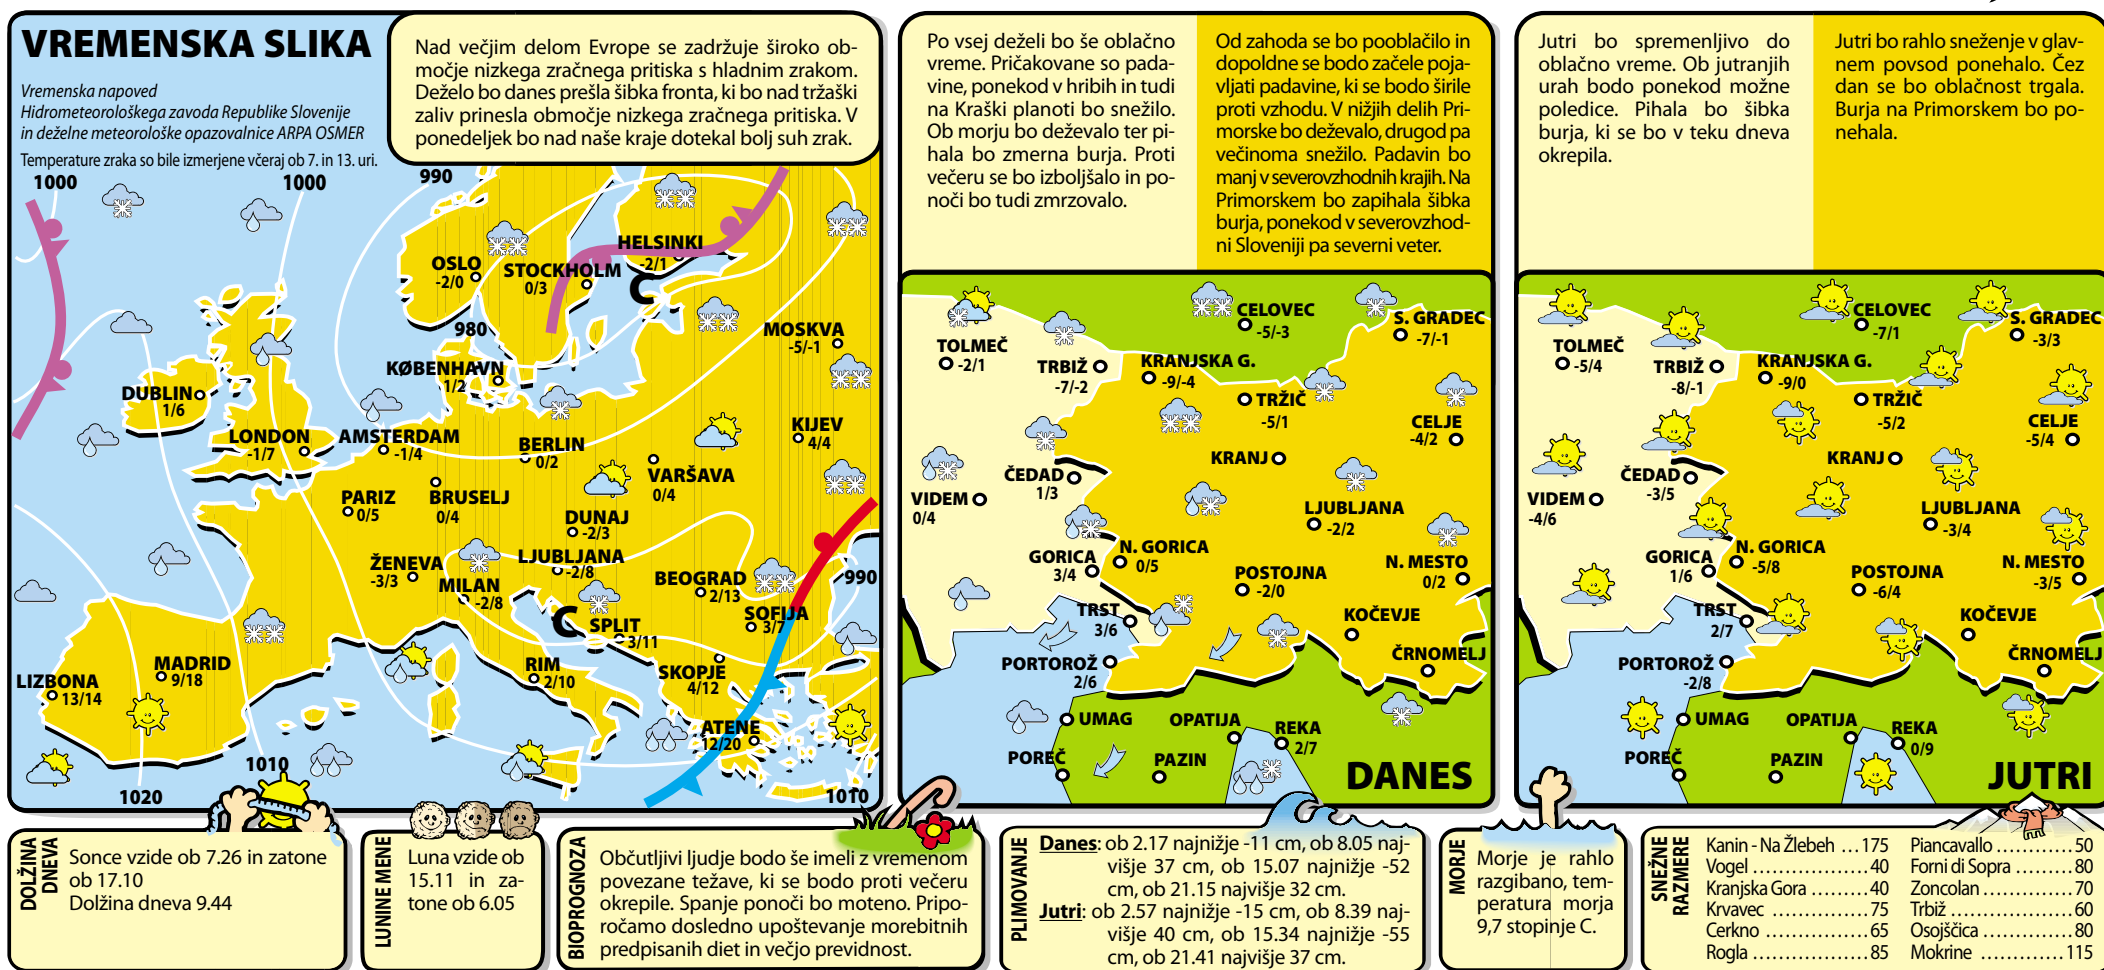 VREMENSKA SLIKA
Vremenska napoved
Hidrometeorološkega zavoda Republike Slovenije
in deželne meteorološke opazovalnice ARPA OSMER
Temperature zraka so bile izmerjene včeraj ob 7. in 13. uri.
Nad večjim delom Evrope se zadržuje široko ob-
močje nizkega zračnega pritiska s hladnim zrakom.
Deželo bo danes prešla šibka fronta, ki bo nad tržaški
zaliv prinesla območje nizkega zračnega pritiska. V
ponedeljek bo nad naše kraje dotekal bolj suh zrak.
1000
1000
990
HELSINKI
-2/1
OSLO
-2/0
STOCKHOLM
0/3
C
980
MOSKVA
-5/-1
KØBENHAVN
1/2
DUBLIN
1/6
LONDON
-1/7
AMSTERDAM
-1/4
BERLIN
0/2
KIJEV
4/4
VARŠAVA
0/4
PARIZ
0/5
BRUSELJ
0/4
DUNAJ
-2/3
ŽENEVA
-3/3
LJUBLJANA
-2/8
MILAN
-2/8
BEOGRAD
2/13
990
SOFIJA
3/7
C
SPLIT
3/11
MADRID
9/18
LIZBONA
13/14
RIM
2/10
SKOPJE
4/12
ATENE
12/20
1010
1020
1010
Po vsej deželi bo še oblačno
vreme. Pričakovane so pada-
vine, ponekod v hribih in tudi
na Kraški planoti bo snežilo.
Ob morju bo deževalo ter pi-
hala bo zmerna burja. Proti
večeru se bo izboljšalo in po-
noči bo tudi zmrzovalo.
Od zahoda se bo pooblačilo in
dopoldne se bodo začele poja-
vljati padavine, ki se bodo širile
proti vzhodu. V nižjih delih Pri-
morske bo deževalo, drugod pa
večinoma snežilo. Padavin bo
manj v severovzhodnih krajih. Na
Primorskem bo zapihala šibka
burja, ponekod v severovzhod-
ni Sloveniji pa severni veter.
CELOVEC
-5/-3
S. GRADEC
-7/-1
TOLMEČ
-2/1
TRBIŽ
-7/-2
KRANJSKA G.
-9/-4
TRŽIČ
-5/1
CELJE
-4/2
KRANJ
ČEDAD
1/3
VIDEM
0/4
LJUBLJANA
-2/2
GORICA
3/4
N. GORICA
0/5
POSTOJNA
-2/0
N. MESTO
0/2
TRST
3/6
KOČEVJE
PORTOROŽ
2/6
ČRNOMELJ
UMAG
OPATIJA
REKA
2/7
POREČ
PAZIN
DANES
Jutri bo spremenljivo do
oblačno vreme. Ob jutranjih
urah bodo ponekod možne
poledice. Pihala bo šibka
burja, ki se bo v teku dneva
okrepila.
Jutri bo rahlo sneženje v glav-
nem povsod ponehalo. Čez
dan se bo oblačnost trgala.
Burja na Primorskem bo po-
nehala.
CELOVEC
-7/1
S. GRADEC
-3/3
TOLMEČ
-5/4
TRBIŽ
-8/-1
KRANJSKA G.
-9/0
TRŽIČ
-5/2
CELJE
-5/4
KRANJ
ČEDAD
-3/5
VIDEM
-4/6
LJUBLJANA
-3/4
GORICA
1/6
N. GORICA
-5/8
POSTOJNA
-6/4
N. MESTO
-3/5
TRST
2/7
KOČEVJE
PORTOROŽ
-2/8
ČRNOMELJ
UMAG
OPATIJA
REKA
0/9
POREČ
PAZIN
JUTRI
DOLŽINA
DNEVA
Sonce vzide ob 7.26 in zatone
ob 17.10
Dolžina dneva 9.44
LUNINE MENE
Luna vzide ob
15.11 in za-
tone ob 6.05
BIOPROGNOZA
Občutljivi ljudje bodo še imeli z vremenom
povezane težave, ki se bodo proti večeru
okrepile. Spanje ponoči bo moteno. Pripo-
ročamo dosledno upoštevanje morebitnih
predpisanih diet in večjo previdnost.
PLIMOVANJE
Danes: ob 2.17 najnižje -11 cm, ob 8.05 naj-
višje 37 cm, ob 15.07 najnižje -52
cm, ob 21.15 najvišje 32 cm.
Jutri: ob 2.57 najnižje -15 cm, ob 8.39 naj-
višje 40 cm, ob 15.34 najnižje -55
cm, ob 21.41 najvišje 37 cm.
MORJE
Morje je rahlo
razgibano, tem-
peratura morja
9,7 stopinje C.
SNEŽNE
RAZMERE
Kanin - Na Žlebeh ...175
Vogel ....................40
Kranjska Gora ..........40
Krvavec .................75
Cerkno ..................65
Rogla ....................85
Piancavallo ............50
Forni di Sopra .........80
Zoncolan ...............70
Trbiž ....................60
Osojščica ..............80
Mokrine ............115